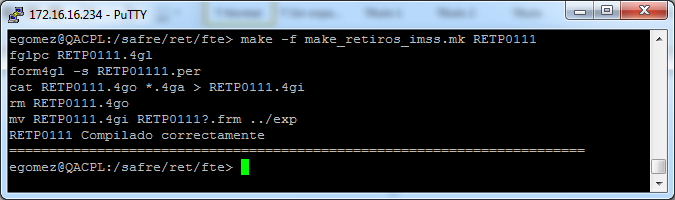 172.16.16.234 - PuTTY
egomez@QACPL:/safre/ret/fte> make -f make_retiros_imss.mk RETP0111
fglpc RETP0111.4gl
form4gl -s RETP01111.per
cat RETP0111.4go *.4ga > RETP0111.4gi
rm RETP0111.4go
mv RETP0111.4gi RETP0111?.frm ../exp
RETP0111 Compilado correctamente
==========================================================================
egomez@QACPL:/safre/ret/fte>